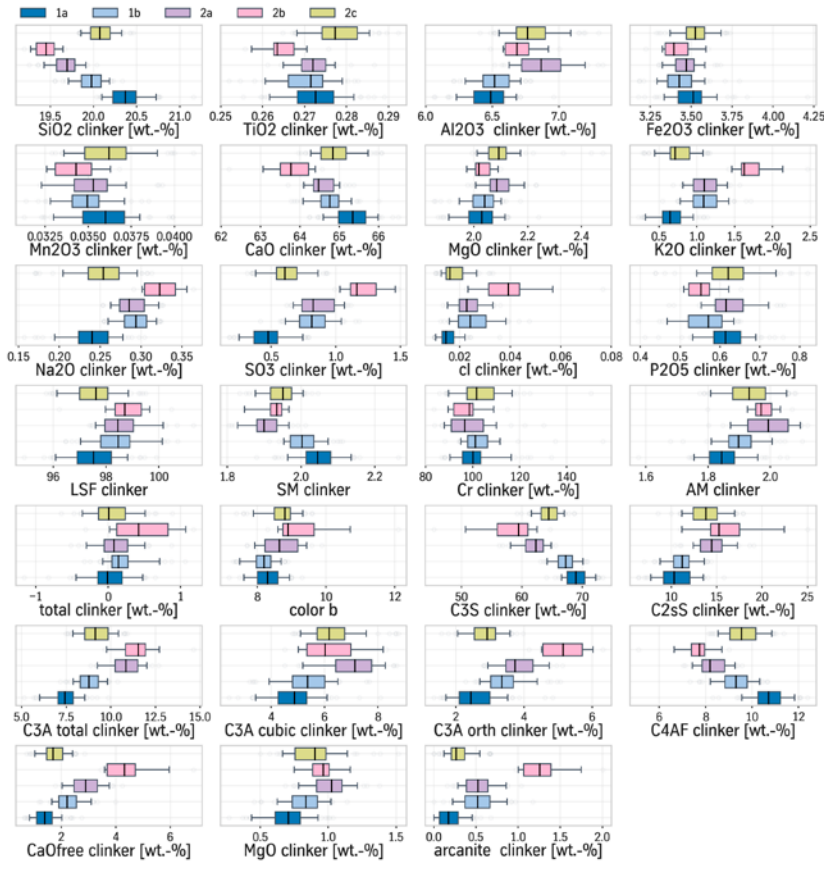 1a 1b 2a 2b 2c
19.5 20.0 20.5 21.0
SiO2 clinker [wt.-%]
0.25 0.26 0.27 0.28 0.29
TiO2 clinker [wt.-%]
6.0 6.5 7.0
Al2O3 clinker [wt.-%]
3.25 3.50 3.75 4.00 4.25
Fe2O3 clinker [wt.-%]
0.0325 0.0350 0.0375 0.0400
Mn2O3 clinker [wt.-%]
62 63 64 65 66
CaO clinker [wt.-%]
2.0 2.2 2.4
MgO clinker [wt.-%]
0.5 1.0 1.5 2.0 2.5
K2O clinker [wt.-%]
0.15 0.20 0.25 0.30 0.35
Na2O clinker [wt.-%]
0.5 1.0 1.5
SO3 clinker [wt.-%]
0.02 0.04 0.06 0.08
cl clinker [wt.-%]
0.4 0.5 0.6 0.7 0.8
P2O5 clinker [wt.-%]
96 98 100
LSF clinker
1.8 2.0 2.2
SM clinker
80 100 120 140
Cr clinker [wt.-%]
1.6 1.8 2.0
AM clinker
−1 0 1
total clinker [wt.-%]
8 10 12
color b
50 60 70
C3S clinker [wt.-%]
10 15 20 25
C2sS clinker [wt.-%]
5.0 7.5 10.0 12.5 15.0
C3A total clinker [wt.-%]
4 6 8
C3A cubic clinker [wt.-%]
2 4 6
C3A orth clinker [wt.-%]
6 8 10 12
C4AF clinker [wt.-%]
2 4 6
CaOfree clinker [wt.-%]
0.5 1.0 1.5
MgO clinker [wt.-%]
0.0 0.5 1.0 1.5 2.0
arcanite clinker [wt.-%]